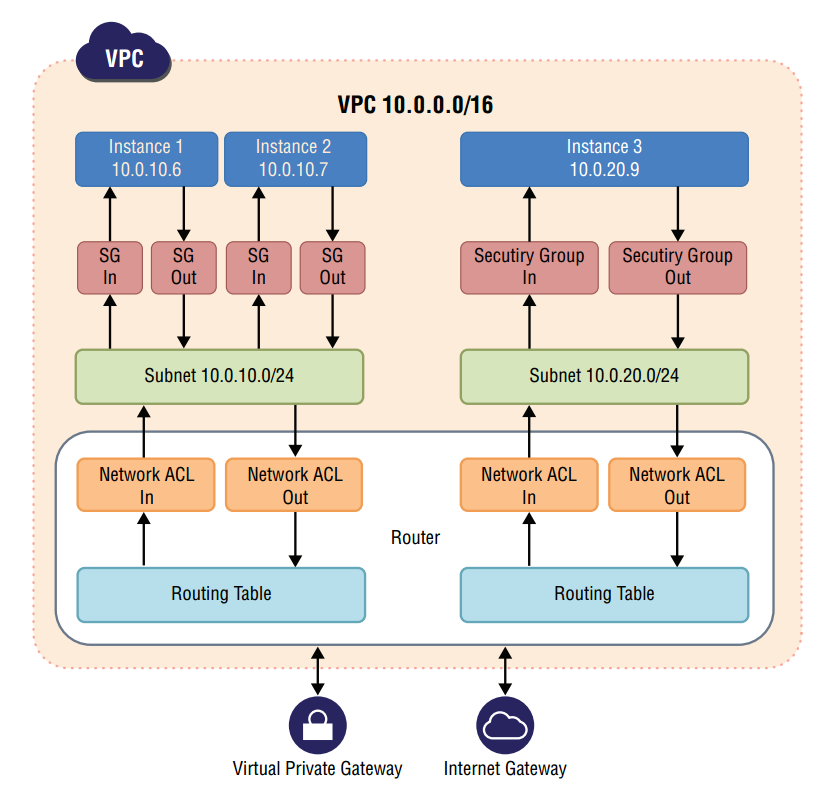 VPC
VPC 10.0.0.0/16
Instance 1
10.0.10.6
Instance 2
10.0.10.7
Instance 3
10.0.20.9
SG
In
SG
Out
SG
In
SG
Out
Secutiry Group
In
Secutiry Group
Out
Subnet 10.0.10.0/24
Subnet 10.0.20.0/24
Network ACL
In
Network ACL
Out
Network ACL
In
Network ACL
Out
Router
Routing Table
Routing Table
Virtual Private Gateway
Internet Gateway